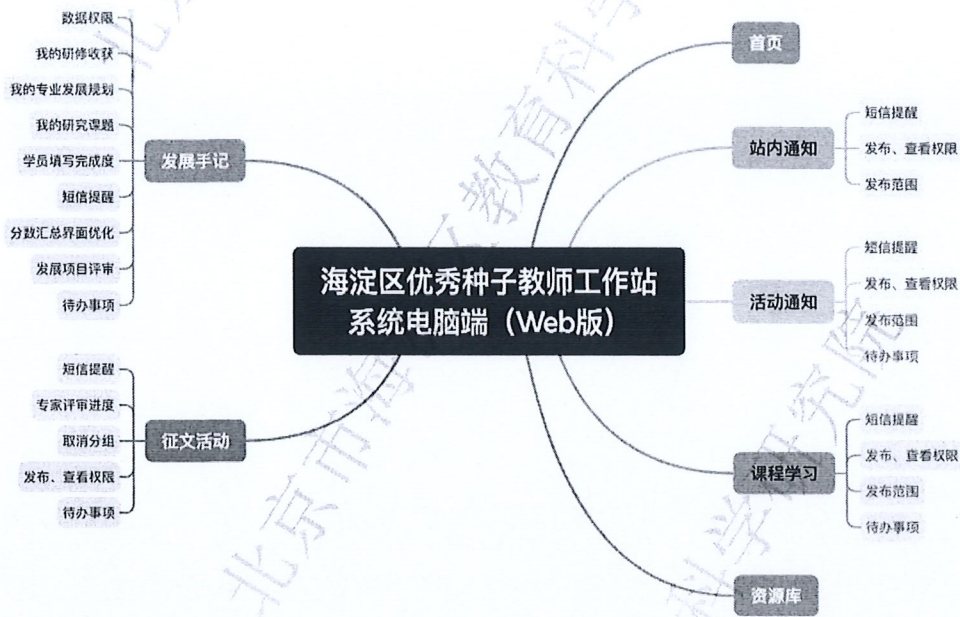 海淀区优秀种子教师工作站
系统电脑端（Web版）
首页
站内通知
短信提醒
发布、查看权限
发布范围
活动通知
短信提醒
发布、查看权限
发布范围
待办事项
课程学习
短信提醒
发布、查看权限
发布范围
待办事项
资源库
发展手记
数据权限
我的研修收获
我的专业发展规划
我的研究课题
学员填写完成度
短信提醒
分数汇总界面优化
发展项目评审
待办事项
征文活动
短信提醒
专家评审进度
取消分组
发布、查看权限
待办事项